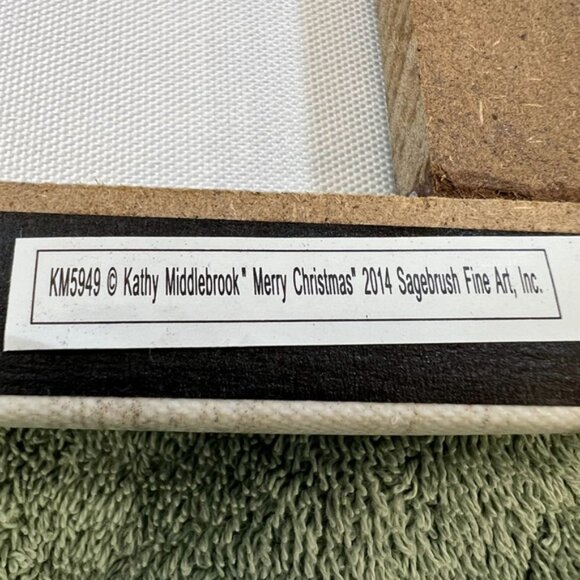 KM5949 © Kathy Middlebrook" Merry Christmas" 2014 Sagebrush Fine Art, Inc.